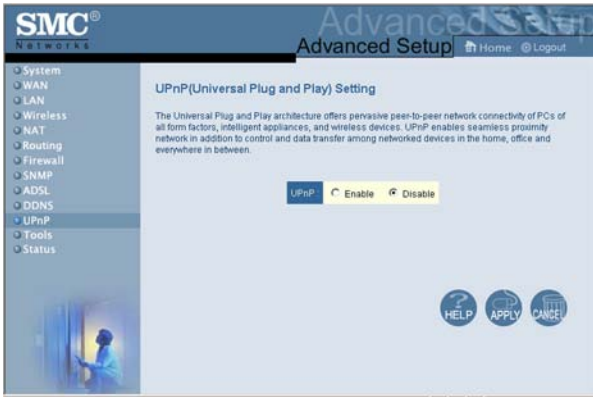 SMC®
Networks
Advanced Setup
Advanced Setup
Home Logout
System
WAN
LAN
Wireless
NAT
Routing
Firewall
SNMP
ADSL
DDNS
UPnP
Tools
Status
UPnP(Universal Plug and Play) Setting
The Universal Plug and Play architecture offers pervasive peer-to-peer network connectivity of PCs of
all form factors, intelligent appliances, and wireless devices. UPnP enables seamless proximity
network in addition to control and data transfer among networked devices in the home, office and
everywhere in between.
UPnP : Enable Disable
HELP APPLY CANCEL